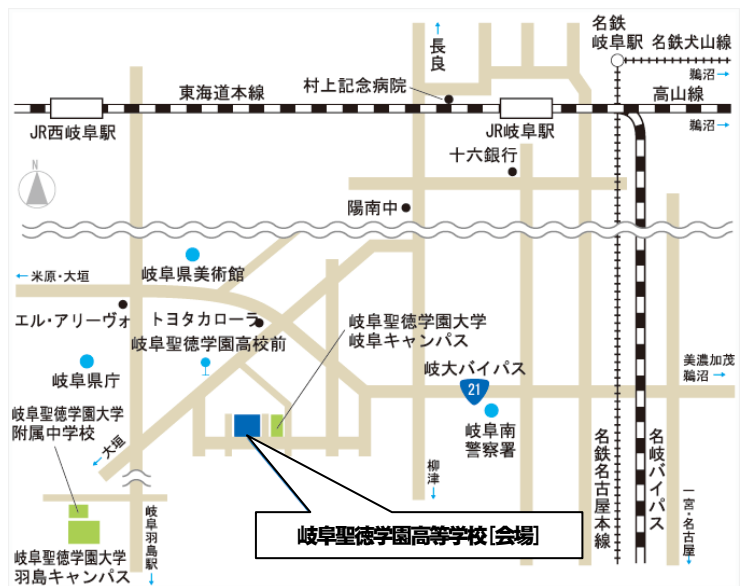 名鉄
岐阜駅
名鉄犬山線
鵜沼
長良
村上記念病院
東海道本線
高山線
鵜沼
JR西岐阜駅
JR岐阜駅
十六銀行
N
陽南中
岐阜県美術館
米原・大垣
エル・アリーヴォ
トヨタカローラ
岐阜聖徳学園高校前
岐阜聖徳学園大学
岐阜キャンパス
岐大バイパス
21
美濃加茂
鵜沼
岐阜県庁
岐阜聖徳学園大学
附属中学校
大垣
岐阜南
警察署
柳津
名鉄名古屋本線
名岐バイパス
一宮・名古屋
岐阜羽島駅
岐阜聖徳学園高等学校[会場]
岐阜聖徳学園大学
羽島キャンパス